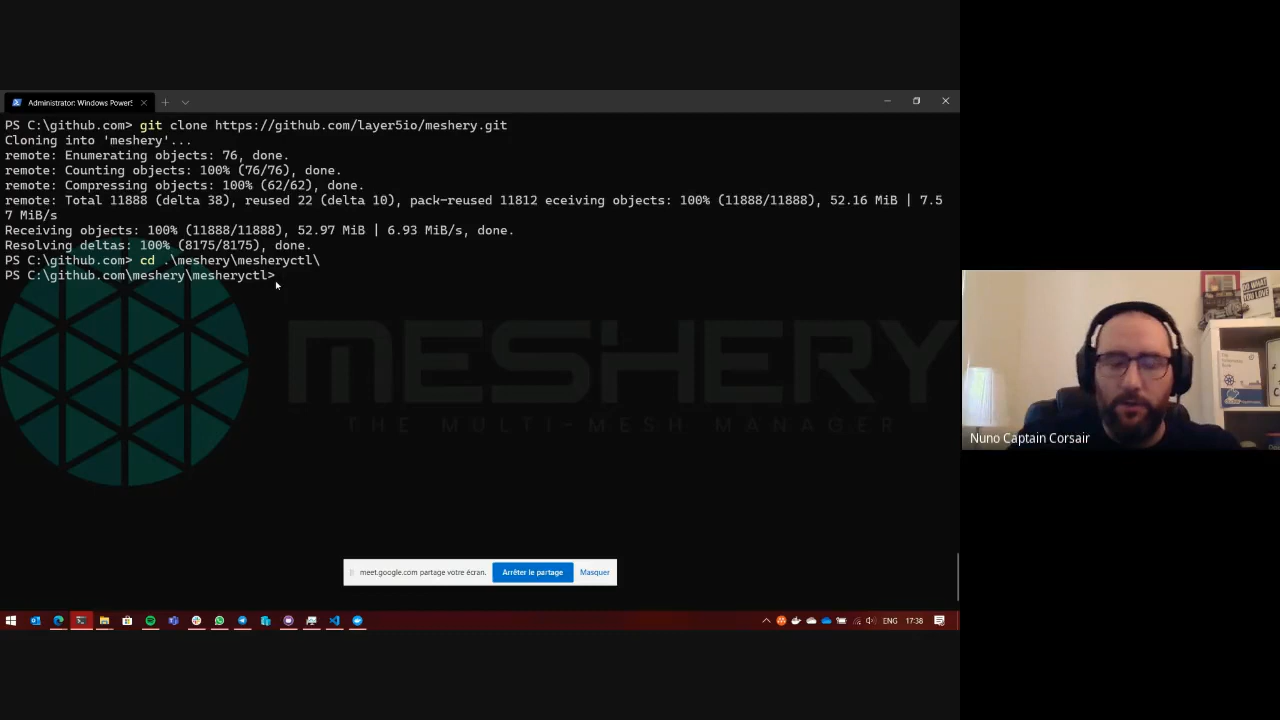 Administrator: Windows PowerS
PS C:\github.com> git clone https://github.com/layer5io/meshery.git
Cloning into 'meshery'...
remote: Enumerating objects: 76, done.
remote: Counting objects: 100% (76/76), done.
remote: Compressing objects: 100% (62/62), done.
remote: Total 11888 (delta 38), reused 22 (delta 10), pack-reused 11812 eceiving objects: 100% (11888/11888), 52.16 MiB | 7.5
7 MiB/s
Receiving objects: 100% (11888/11888), 52.97 MiB | 6.93 MiB/s, done.
Resolving deltas: 100% (8175/8175), done.
PS C:\github.com> cd .\meshery\mesheryctl\
PS C:\github.com\meshery\mesheryctl>
MESHERY
THE MULTI-MESH MANAGER
DO WHAT
YOU LOVE
Nuno Captain Corsair
meet.google.com partage votre écran.
Arrêter le partage
Masquer
ENG
17:38